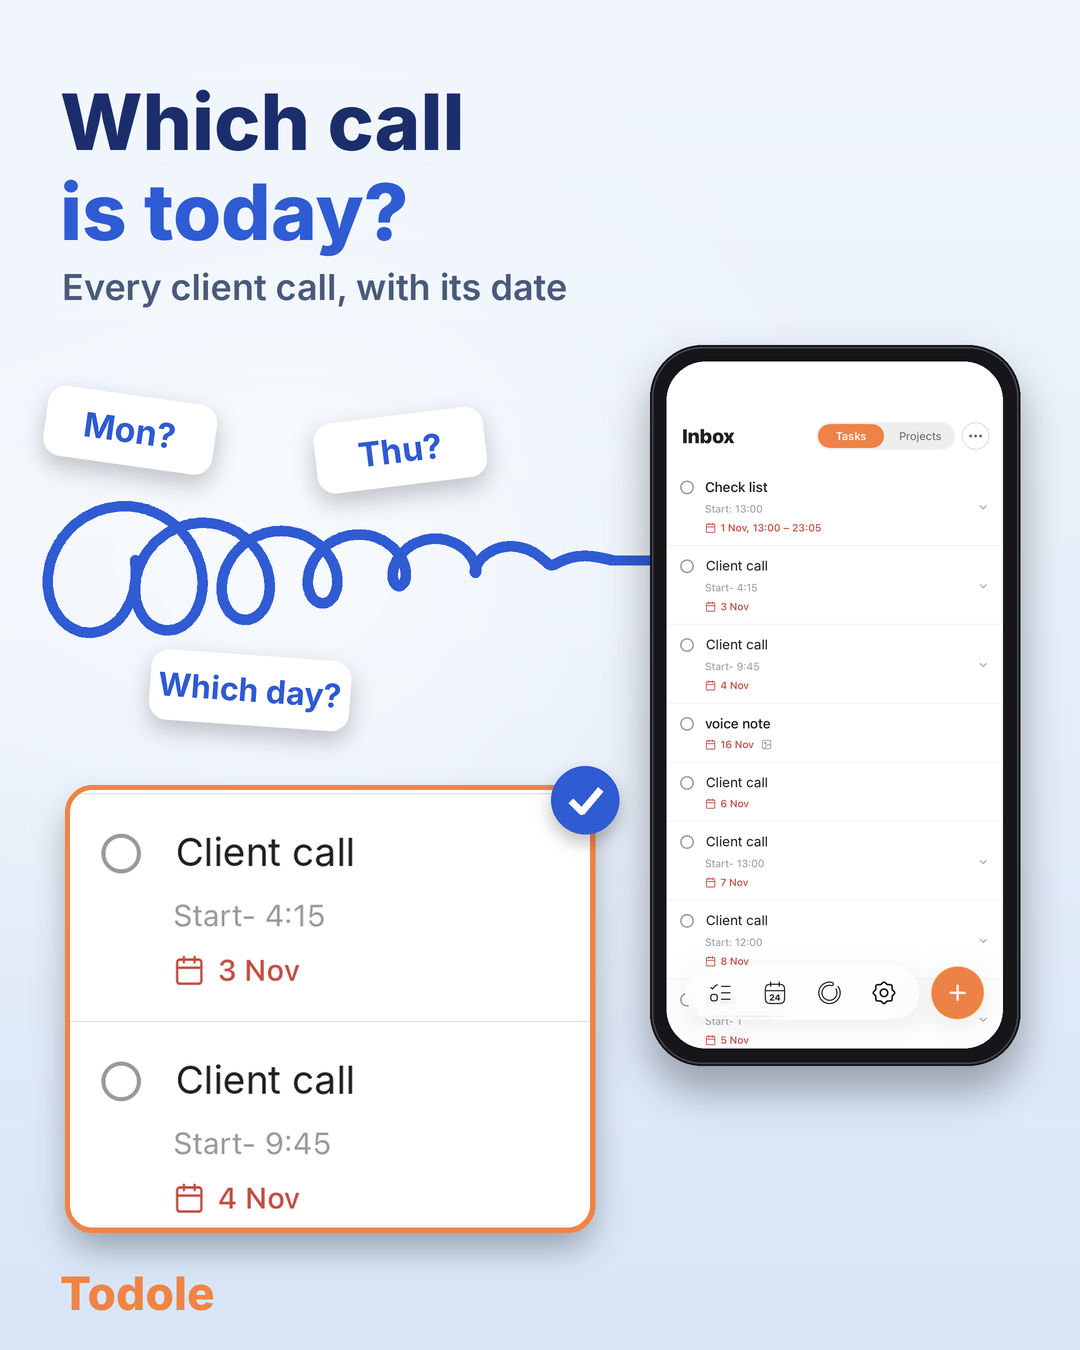 Which call
is today?
Every client call, with its date
Mon?
Thu?
Which day?
Inbox
Tasks
Projects
Check list
Start: 13:00
1 Nov, 13:00 – 23:05
Client call
Start- 4:15
3 Nov
Client call
Start- 9:45
4 Nov
voice note
16 Nov
Client call
6 Nov
Client call
Start- 13:00
7 Nov
Client call
Start: 12:00
8 Nov
24
Start- 1
5 Nov
Client call
Start- 4:15
3 Nov
Client call
Start- 9:45
4 Nov
Todole